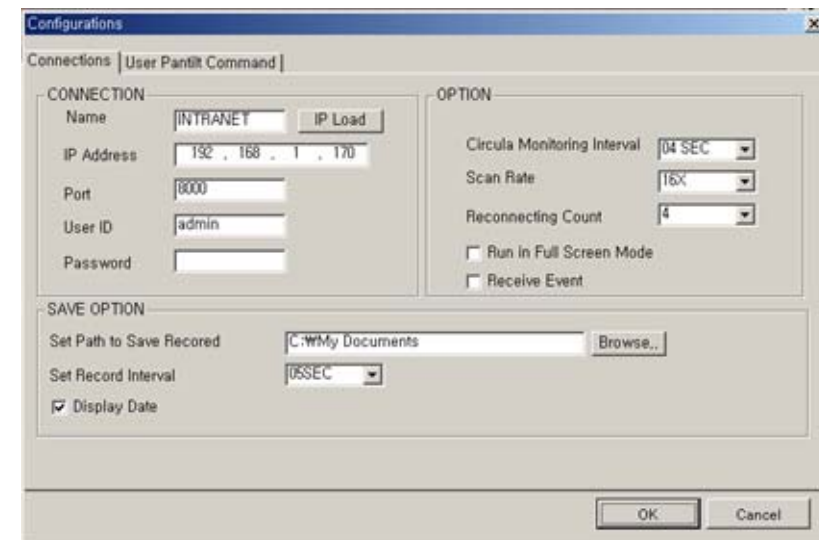 Configurations
Connections User Pantilt Command
CONNECTION
Name INTRANET IP Load
IP Address 192 . 168 . 1 . 170
Port 8000
User ID admin
Password
OPTION
Circula Monitoring Interval 04 SEC
Scan Rate 16X
Reconnecting Count 4
Run in Full Screen Mode
Receive Event
SAVE OPTION
Set Path to Save Recored C:₩My Documents Browse..
Set Record Interval 05SEC
Display Date
OK Cancel